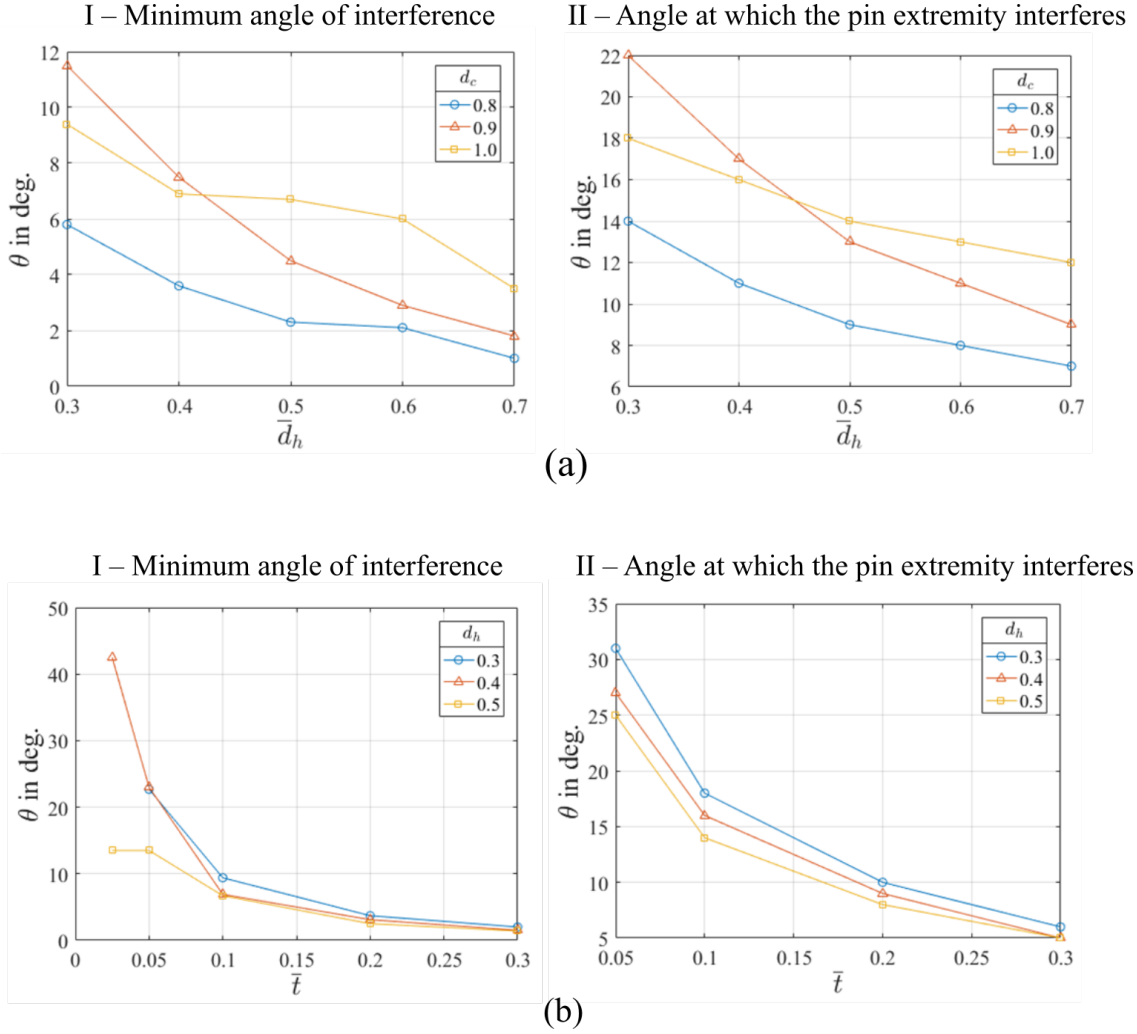 I – Minimum angle of interference
II – Angle at which the pin extremity interferes
12
10
8
6
4
2
0
θ in deg.
d_c
0.8
0.9
1.0
0.3 0.4 0.5 0.6 0.7
d̅_h
22
20
18
16
14
12
10
8
6
θ in deg.
d_c
0.8
0.9
1.0
0.3 0.4 0.5 0.6 0.7
d̅_h
(a)
I – Minimum angle of interference
II – Angle at which the pin extremity interferes
50
40
30
20
10
0
θ in deg.
d_h
0.3
0.4
0.5
0 0.05 0.1 0.15 0.2 0.25 0.3
t̅
35
30
25
20
15
10
5
θ in deg.
d_h
0.3
0.4
0.5
0.05 0.1 0.15 0.2 0.25 0.3
t̅
(b)